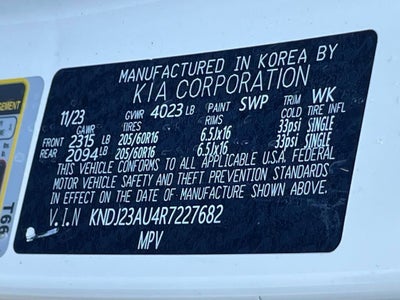 MANUFACTURED IN KOREA BY
KIA CORPORATION
11/23 GVWR 4023 LB PAINT SWP TRIM WK
GAWR TIRES RIMS COLD TIRE INFL
FRONT 2315 LB 205/60R16 6.5Jx16 33psi SINGLE
REAR 2094 LB 205/60R16 6.5Jx16 33psi SINGLE
THIS VEHICLE CONFORMS TO ALL APPLICABLE U.S.A. FEDERAL
MOTOR VEHICLE SAFETY AND THEFT PREVENTION STANDARDS
IN EFFECT ON THE DATE OF MANUFACTURE SHOWN ABOVE.
V.I.N KNDJ23AU4R7227682
MPV